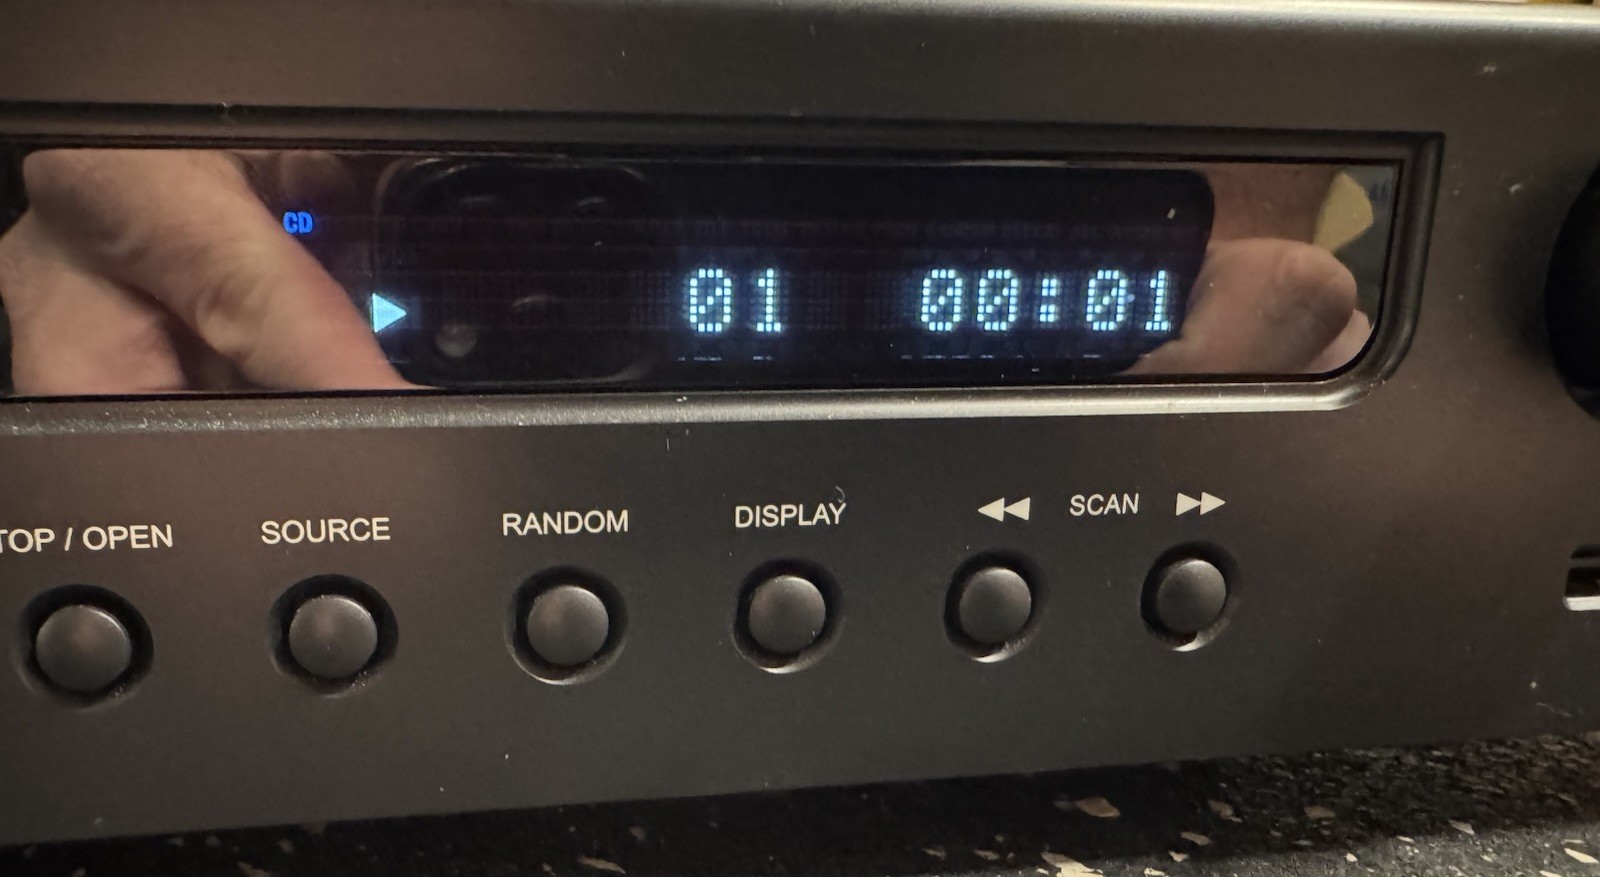 CD
01 00:01
TOP / OPEN SOURCE RANDOM DISPLAY SCAN